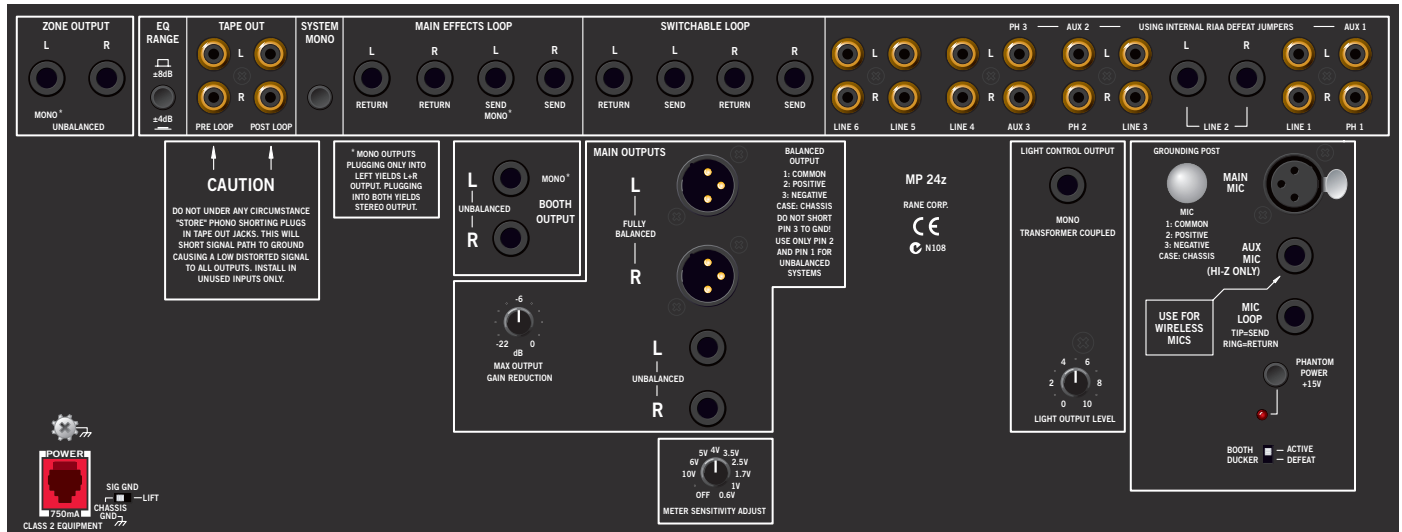 ZONE OUTPUT
L R
MONO*
UNBALANCED
EQ
RANGE
±8dB
±4dB
TAPE OUT
L
R
PRE LOOP POST LOOP
SYSTEM
MONO
MAIN EFFECTS LOOP
L R L R
RETURN RETURN SEND SEND
MONO*
SWITCHABLE LOOP
L L R R
RETURN SEND RETURN SEND
PH 3 AUX 2 USING INTERNAL RIAA DEFEAT JUMPERS AUX 1
L L L L R L
R R R R
LINE 6 LINE 5 LINE 4 AUX 3 PH 2 LINE 3 LINE 2 LINE 1 PH 1
CAUTION
DO NOT UNDER ANY CIRCUMSTANCE
"STORE" PHONO SHORTING PLUGS
IN TAPE OUT JACKS. THIS WILL
SHORT SIGNAL PATH TO GROUND
CAUSING A LOW DISTORTED SIGNAL
TO ALL OUTPUTS. INSTALL IN
UNUSED INPUTS ONLY.
* MONO OUTPUTS
PLUGGING ONLY INTO
LEFT YIELDS L+R
OUTPUT. PLUGGING
INTO BOTH YIELDS
STEREO OUTPUT.
L
UNBALANCED
R
MONO*
BOOTH
OUTPUT
MAIN OUTPUTS
L
FULLY
BALANCED
R
BALANCED
OUTPUT
1: COMMON
2: POSITIVE
3: NEGATIVE
CASE: CHASSIS
DO NOT SHORT
PIN 3 TO GND!
USE ONLY PIN 2
AND PIN 1 FOR
UNBALANCED
SYSTEMS
-6
-22 0
dB
MAX OUTPUT
GAIN REDUCTION
L
UNBALANCED
R
MP 24z
RANE CORP.
CE
C N108
LIGHT CONTROL OUTPUT
MONO
TRANSFORMER COUPLED
4 6
2 8
0 10
LIGHT OUTPUT LEVEL
GROUNDING POST
MIC
1: COMMON
2: POSITIVE
3: NEGATIVE
CASE: CHASSIS
MAIN
MIC
AUX
MIC
(HI-Z ONLY)
USE FOR
WIRELESS
MICS
MIC
LOOP
TIP=SEND
RING=RETURN
PHANTOM
POWER
+15V
BOOTH
DUCKER
ACTIVE
DEFEAT
5V 4V 3.5V
6V 2.5V
10V 1.7V
1V
OFF 0.6V
METER SENSITIVITY ADJUST
POWER
750mA
CLASS 2 EQUIPMENT
SIG GND
LIFT
CHASSIS
GND